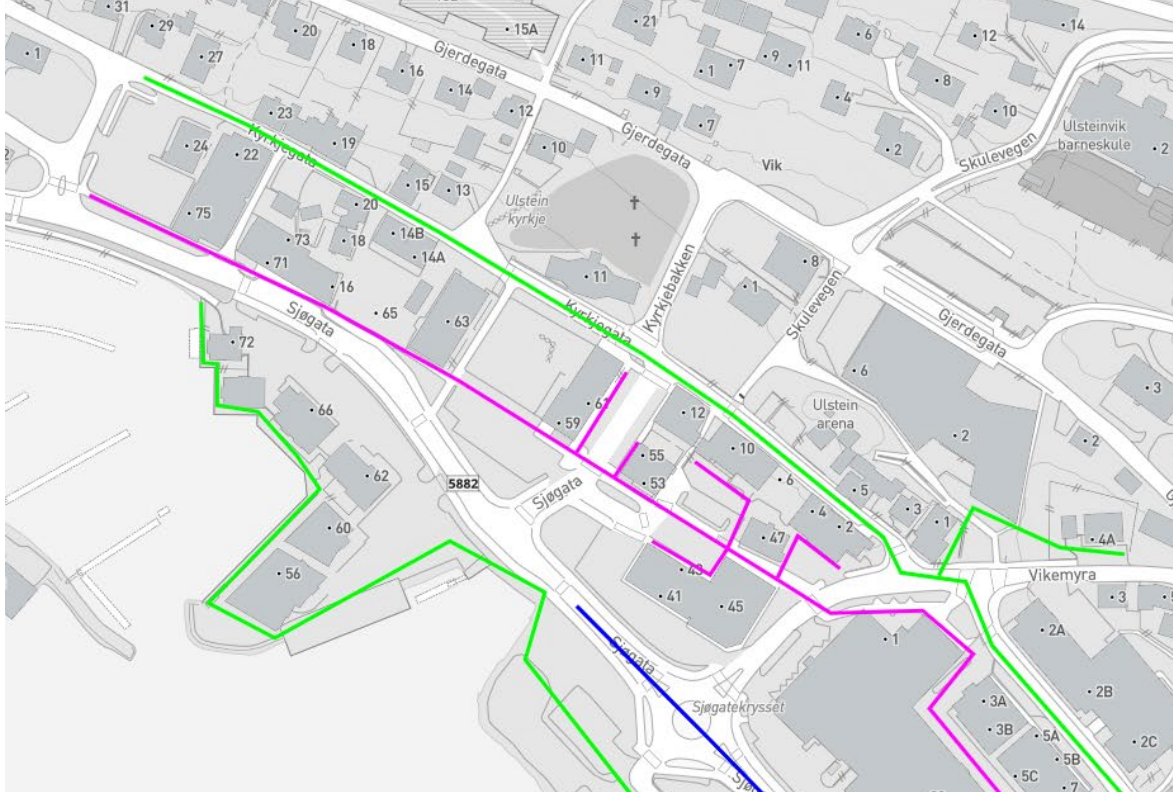 31
29
27
1
20
18
16
14
12
15A
Gjerdegata
21
11
1
7
9
11
9
7
6
12
14
8
10
4
2
Ulsteinvik
barneskule
2
Skulevegen
Vik
Gjerdegata
23
19
Kyrkjegata
24
22
75
15
13
20
18
14B
14A
10
Ulstein
kyrkje
11
73
71
16
65
63
Sjøgata
Kyrkjegata
Kyrkjebakken
1
8
Skulevegen
Gjerdegata
6
3
2
2
Ulstein
arena
72
66
62
60
56
61
59
12
55
53
10
6
5
3
1
4
2
47
4A
5882
Sjøgata
43
41
45
Vikemyra
3
1
2A
2B
2C
Sjøgata
Sjøgatekrysset
3A
3B
5A
5B
5C
7